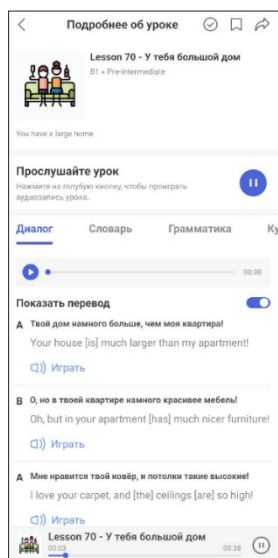 Подробнее об уроке
Lesson 70 - У тебя большой дом
B1 • Pre-Intermediate
You have a large home
Прослушайте урок
Нажмите на голубую кнопку, чтобы проиграть
аудиозапись урока.
Диалог Словарь Грамматика Ку
00:38
Показать перевод
A Твой дом намного больше, чем моя квартира!
Your house [is] much larger than my apartment!
Играть
B О, но в твоей квартире намного красивее мебель!
Oh, but in your apartment [has] much nicer furniture!
Играть
A Мне нравится твой ковёр, и потолки такие высокие!
I love your carpet, and [the] ceilings [are] so high!
Играть
Lesson 70 - У тебя большой дом
00:03 00:38